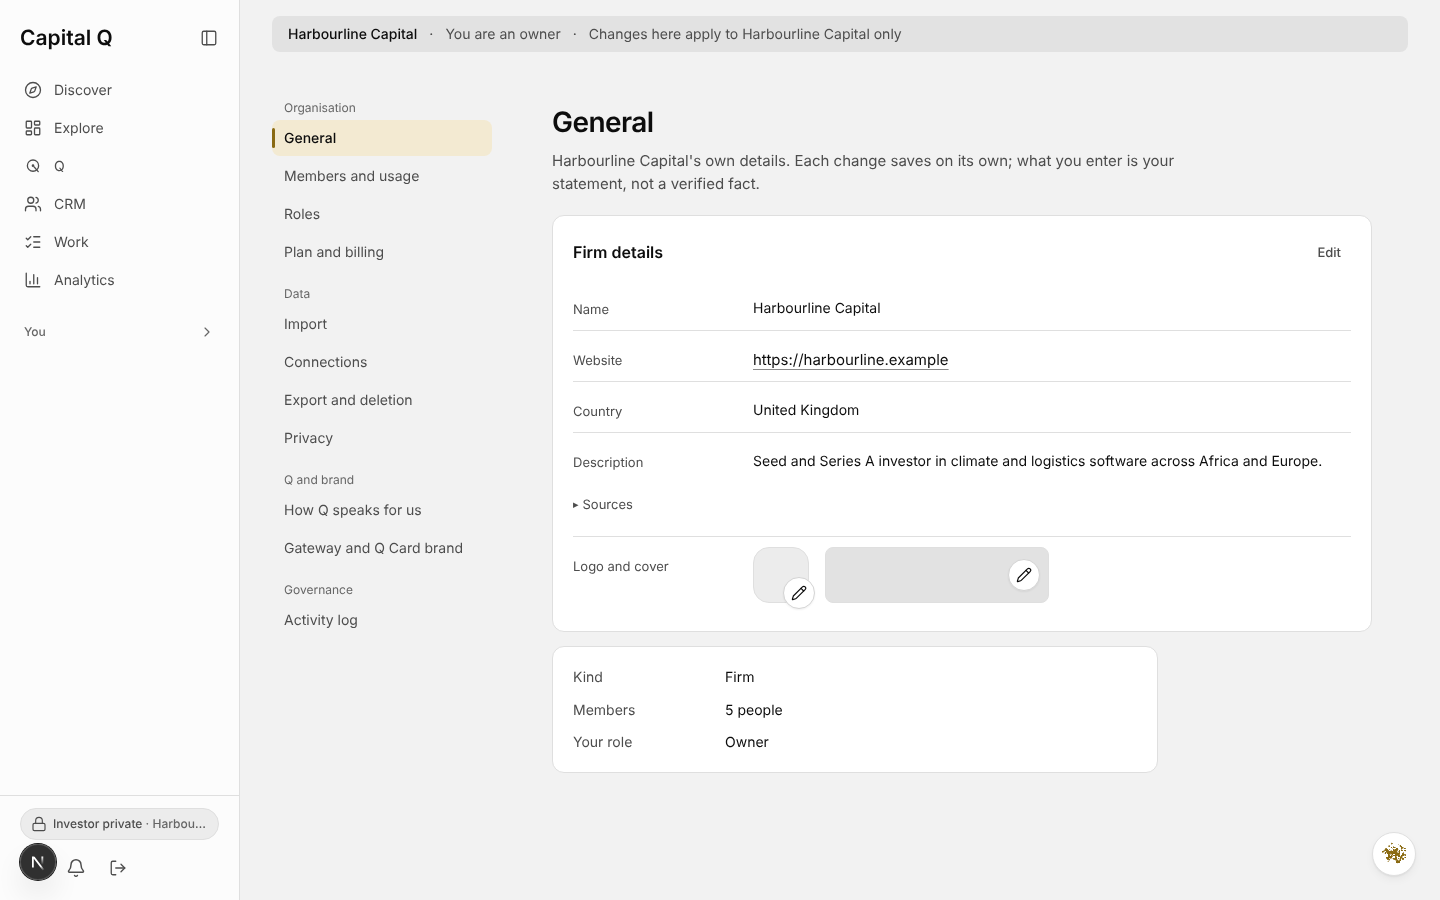 Capital Q
Discover
Explore
Q
CRM
Work
Analytics
You
Investor private · Harbou...
N
Harbourline Capital · You are an owner · Changes here apply to Harbourline Capital only
Organisation
General
Members and usage
Roles
Plan and billing
Data
Import
Connections
Export and deletion
Privacy
Q and brand
How Q speaks for us
Gateway and Q Card brand
Governance
Activity log
General
Harbourline Capital's own details. Each change saves on its own; what you enter is your
statement, not a verified fact.
Firm details
Edit
Name Harbourline Capital
Website https://harbourline.example
Country United Kingdom
Description Seed and Series A investor in climate and logistics software across Africa and Europe.
▸ Sources
Logo and cover
Kind Firm
Members 5 people
Your role Owner